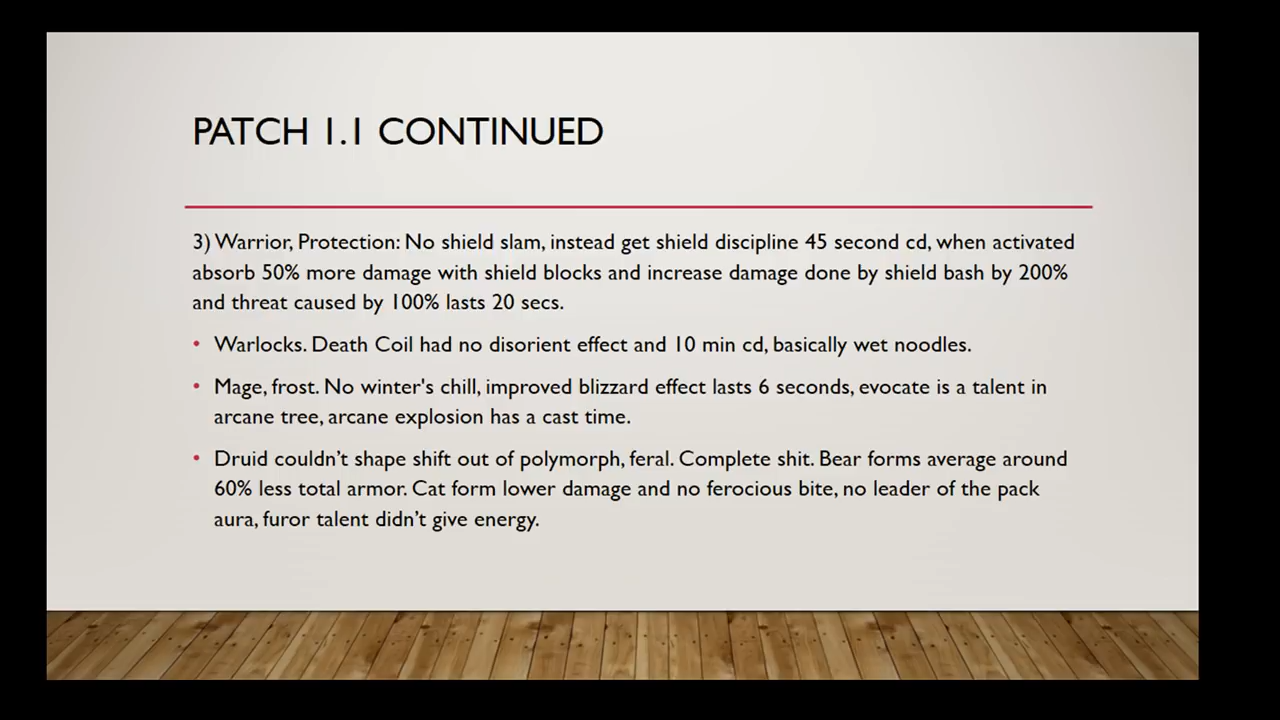 PATCH 1.1 CONTINUED
3) Warrior, Protection: No shield slam, instead get shield discipline 45 second cd, when activated
absorb 50% more damage with shield blocks and increase damage done by shield bash by 200%
and threat caused by 100% lasts 20 secs.
• Warlocks. Death Coil had no disorient effect and 10 min cd, basically wet noodles.
• Mage, frost. No winter's chill, improved blizzard effect lasts 6 seconds, evocate is a talent in
arcane tree, arcane explosion has a cast time.
• Druid couldn’t shape shift out of polymorph, feral. Complete shit. Bear forms average around
60% less total armor. Cat form lower damage and no ferocious bite, no leader of the pack
aura, furor talent didn’t give energy.